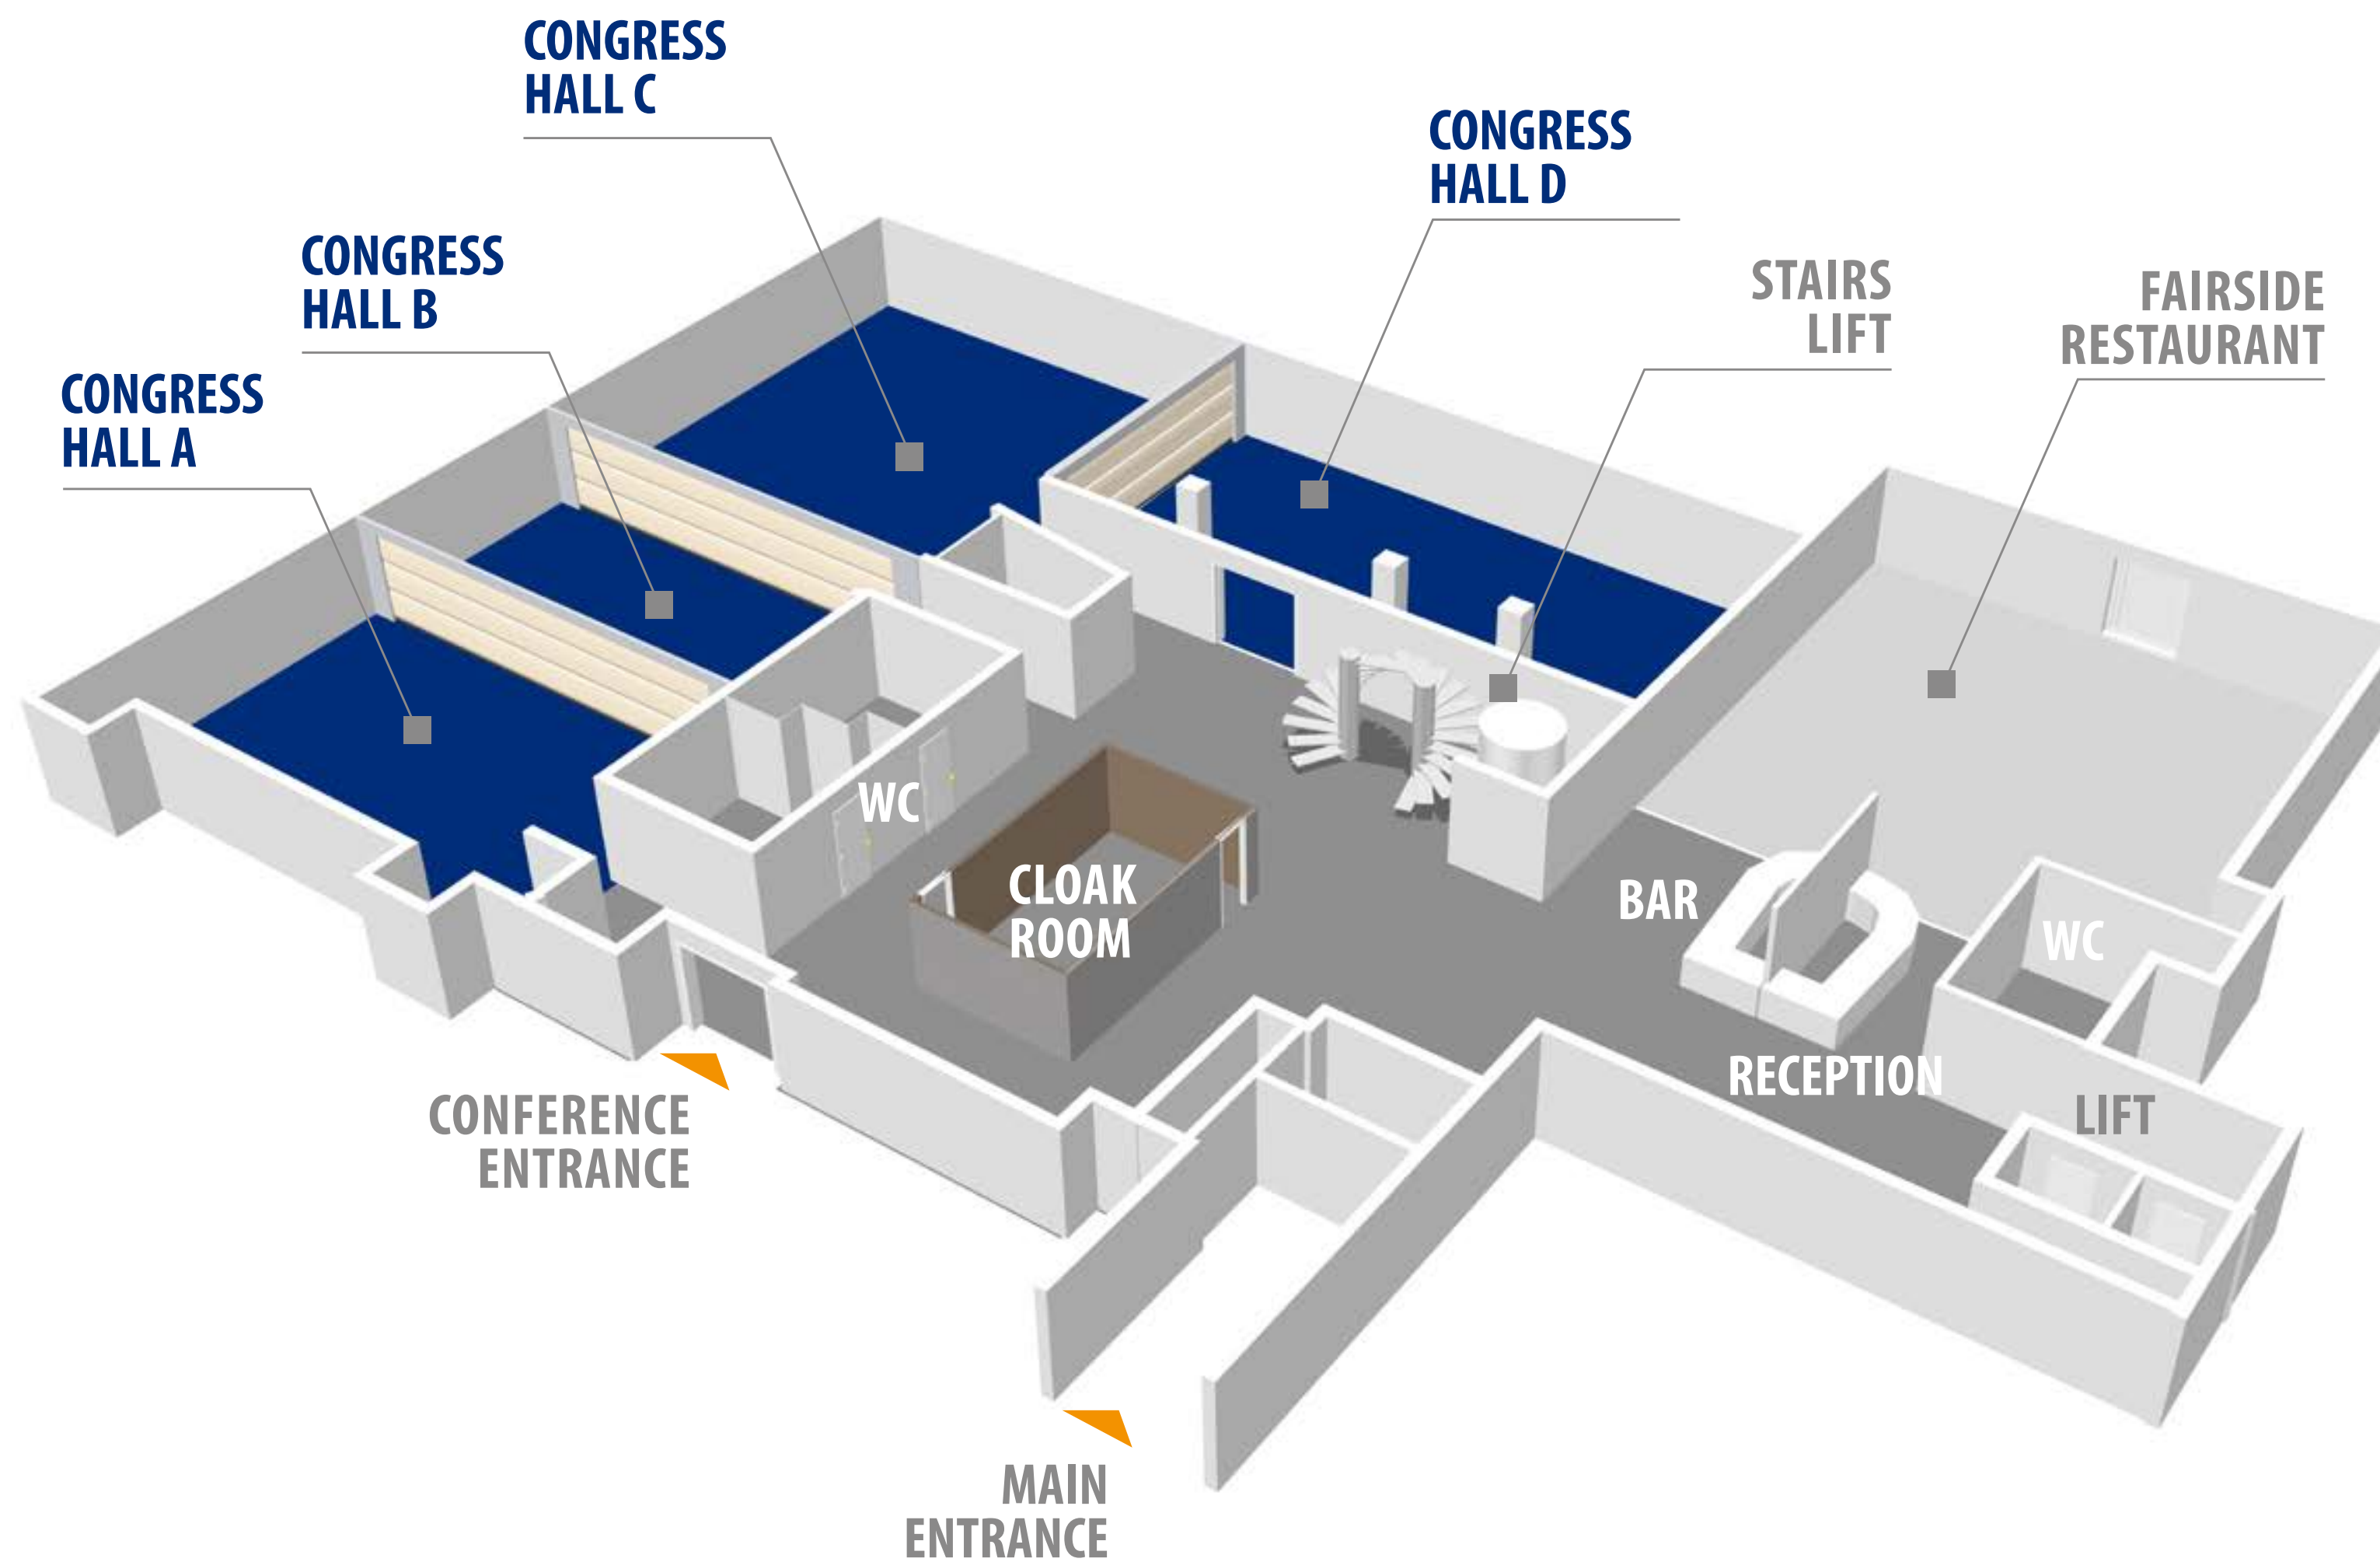 CONGRESS
HALL C
CONGRESS
HALL D
CONGRESS
HALL B
STAIRS
LIFT
FAIRSIDE
RESTAURANT
CONGRESS
HALL A
WC
CLOAK
ROOM
BAR
WC
RECEPTION
LIFT
CONFERENCE
ENTRANCE
MAIN
ENTRANCE